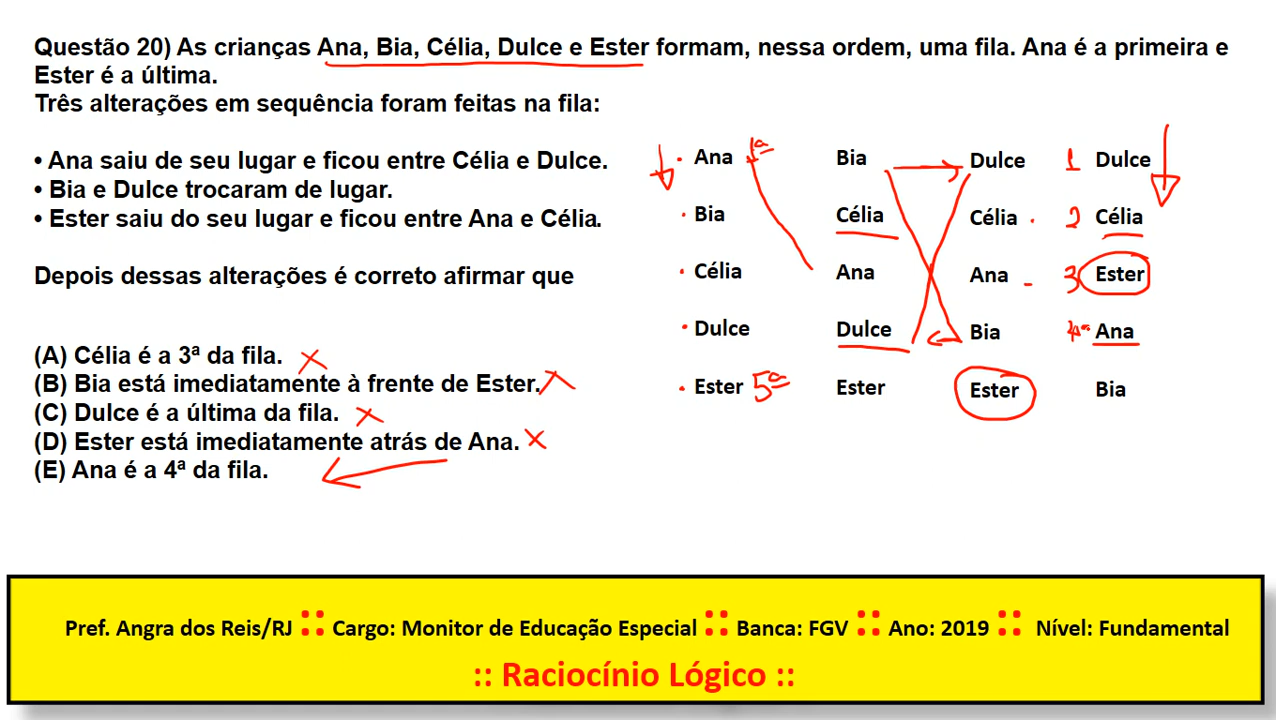 Questão 20) As crianças Ana, Bia, Célia, Dulce e Ester formam, nessa ordem, uma fila. Ana é a primeira e
Ester é a última.
Três alterações em sequência foram feitas na fila:
• Ana saiu de seu lugar e ficou entre Célia e Dulce.
• Bia e Dulce trocaram de lugar.
• Ester saiu do seu lugar e ficou entre Ana e Célia.
Depois dessas alterações é correto afirmar que
(A) Célia é a 3ª da fila.
(B) Bia está imediatamente à frente de Ester.
(C) Dulce é a última da fila.
(D) Ester está imediatamente atrás de Ana.
(E) Ana é a 4ª da fila.
Ana 1ª Bia Dulce 1 Dulce
Bia Célia Célia 2 Célia
Célia Ana Ana 3 Ester
Dulce Dulce Bia 4ª Ana
Ester 5ª Ester Ester Bia
Pref. Angra dos Reis/RJ :: Cargo: Monitor de Educação Especial :: Banca: FGV :: Ano: 2019 :: Nível: Fundamental
:: Raciocínio Lógico ::